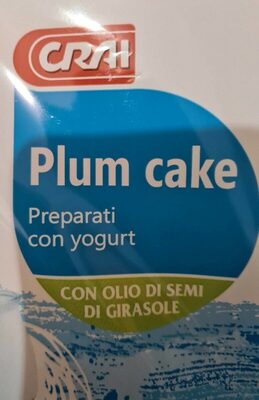 CRAI
Plum cake
Preparati
con yogurt
CON OLIO DI SEMI
DI GIRASOLE